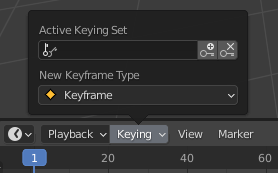 Active Keying Set
New Keyframe Type
Keyframe
Playback Keying View Marker
1 20 40 60